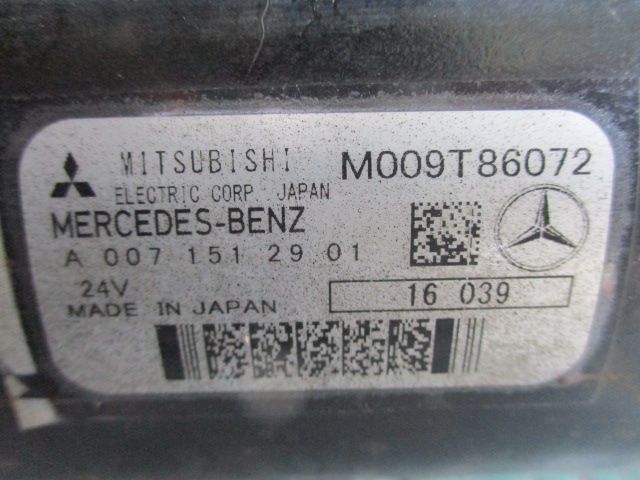 MITSUBISHI M009T86072
ELECTRIC CORP. JAPAN
MERCEDES-BENZ
A 007 151 29 01
24V 16 039
MADE IN JAPAN